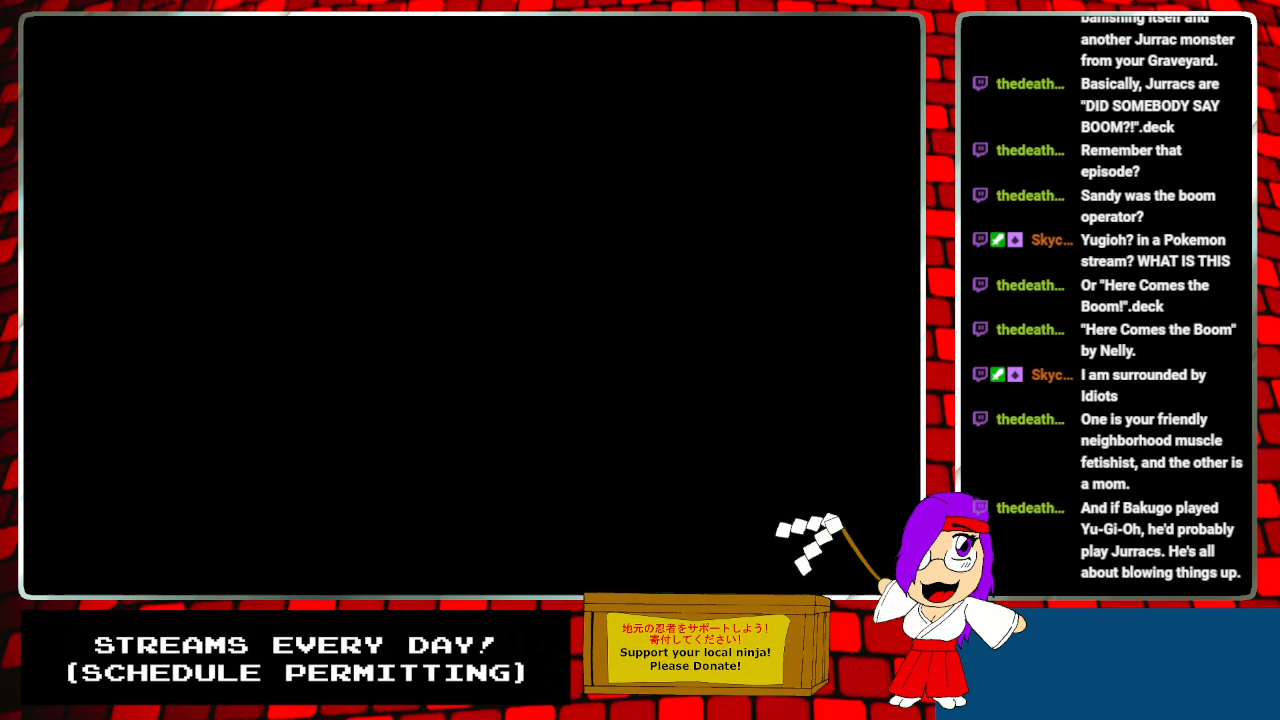 banishing itself and
another Jurrac monster
from your Graveyard.
thedeath... Basically, Jurracs are
"DID SOMEBODY SAY
BOOM?!".deck
thedeath... Remember that
episode?
thedeath... Sandy was the boom
operator?
Skyc... Yugioh? in a Pokemon
stream? WHAT IS THIS
thedeath... Or "Here Comes the
Boom!".deck
thedeath... "Here Comes the Boom"
by Nelly.
Skyc... I am surrounded by
Idiots
thedeath... One is your friendly
neighborhood muscle
fetishist, and the other is
a mom.
thedeath... And if Bakugo played
Yu-Gi-Oh, he'd probably
play Jurracs. He's all
about blowing things up.
STREAMS EVERY DAY!
(SCHEDULE PERMITTING)
地元の忍者をサポートしよう!
寄付してください!
Support your local ninja!
Please Donate!